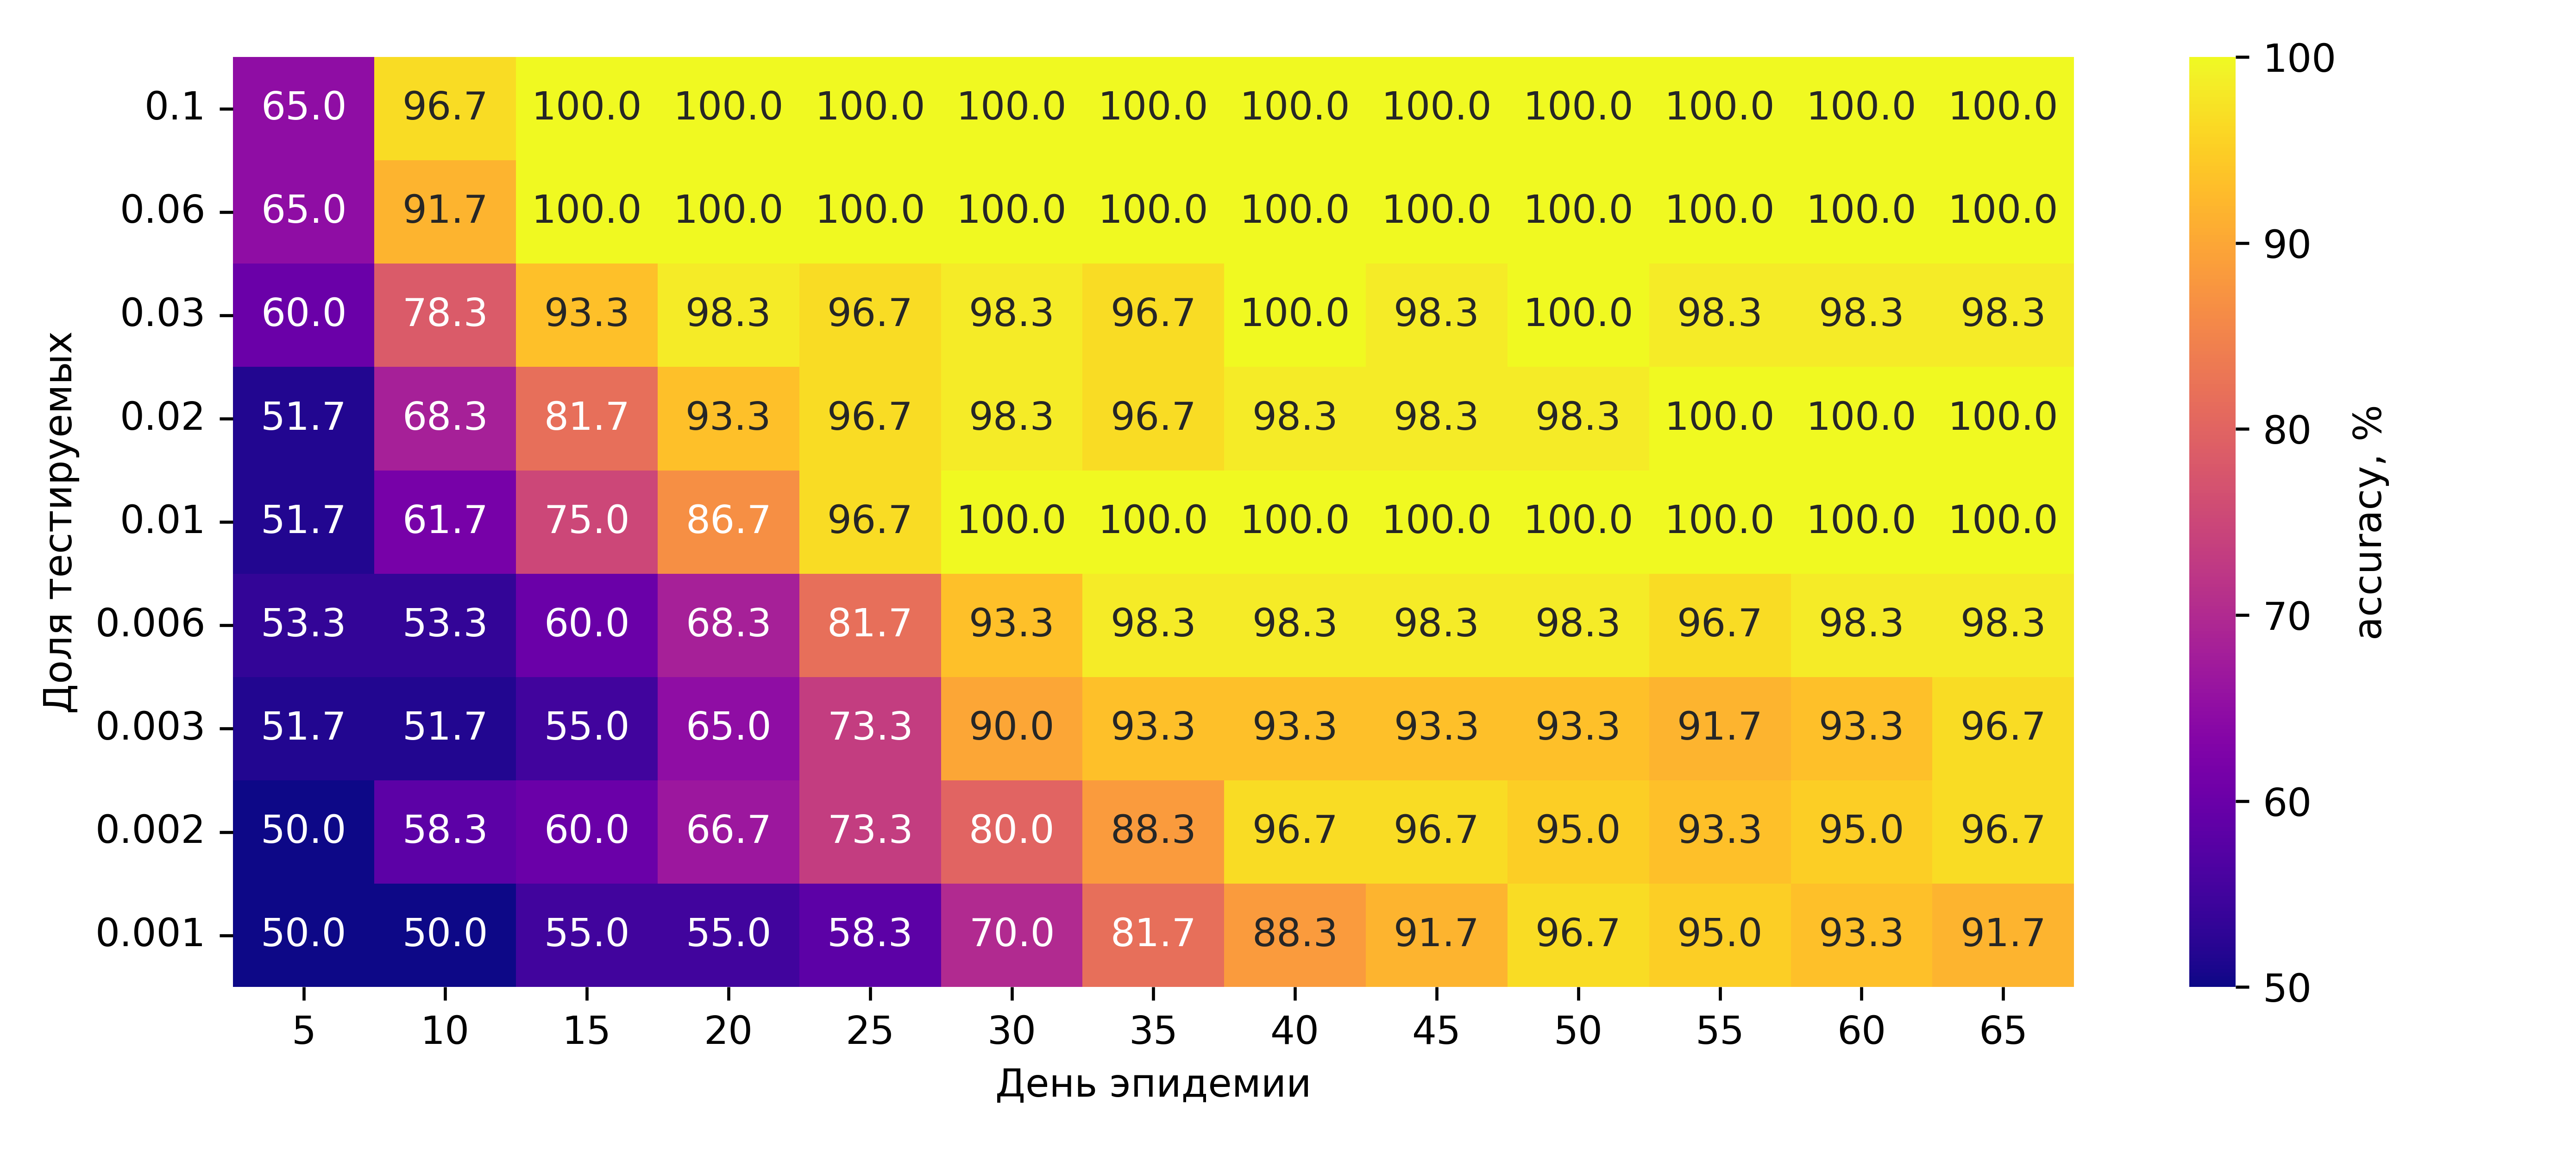 0.1 65.0 96.7 100.0 100.0 100.0 100.0 100.0 100.0 100.0 100.0 100.0 100.0 100.0
0.06 65.0 91.7 100.0 100.0 100.0 100.0 100.0 100.0 100.0 100.0 100.0 100.0 100.0
0.03 60.0 78.3 93.3 98.3 96.7 98.3 96.7 100.0 98.3 100.0 98.3 98.3 98.3
0.02 51.7 68.3 81.7 93.3 96.7 98.3 96.7 98.3 98.3 98.3 100.0 100.0 100.0
0.01 51.7 61.7 75.0 86.7 96.7 100.0 100.0 100.0 100.0 100.0 100.0 100.0 100.0
0.006 53.3 53.3 60.0 68.3 81.7 93.3 98.3 98.3 98.3 98.3 96.7 98.3 98.3
0.003 51.7 51.7 55.0 65.0 73.3 90.0 93.3 93.3 93.3 93.3 91.7 93.3 96.7
0.002 50.0 58.3 60.0 66.7 73.3 80.0 88.3 96.7 96.7 95.0 93.3 95.0 96.7
0.001 50.0 50.0 55.0 55.0 58.3 70.0 81.7 88.3 91.7 96.7 95.0 93.3 91.7
5 10 15 20 25 30 35 40 45 50 55 60 65
День эпидемии
Доля тестируемых
100
90
80
70
60
50
accuracy, %